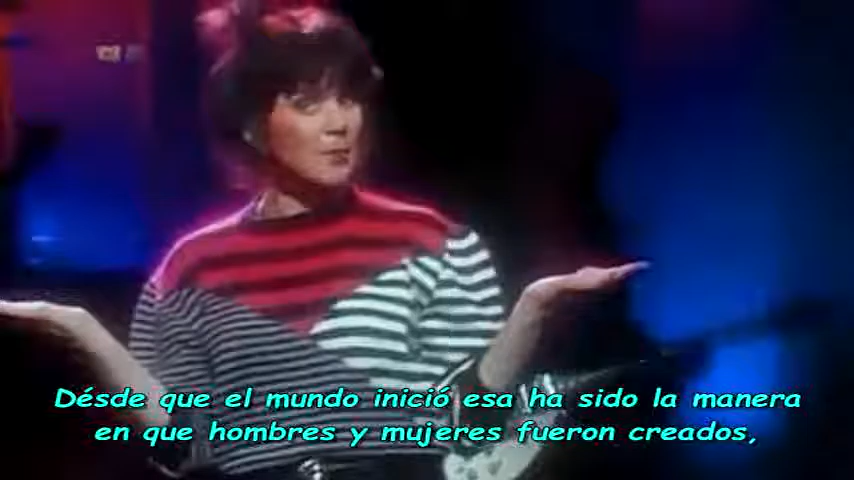 Désde que el mundo inició esa ha sido la manera
en que hombres y mujeres fueron creados,